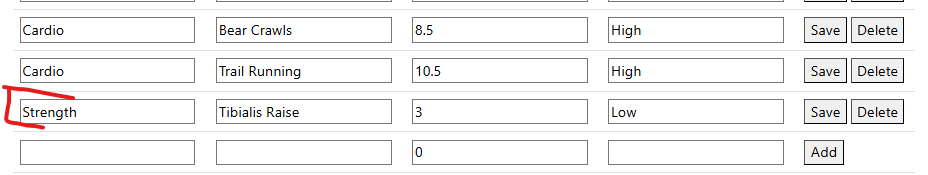 Cardio Bear Crawls 8.5 High Save Delete
Cardio Trail Running 10.5 High Save Delete
Strength Tibialis Raise 3 Low Save Delete
0 Add